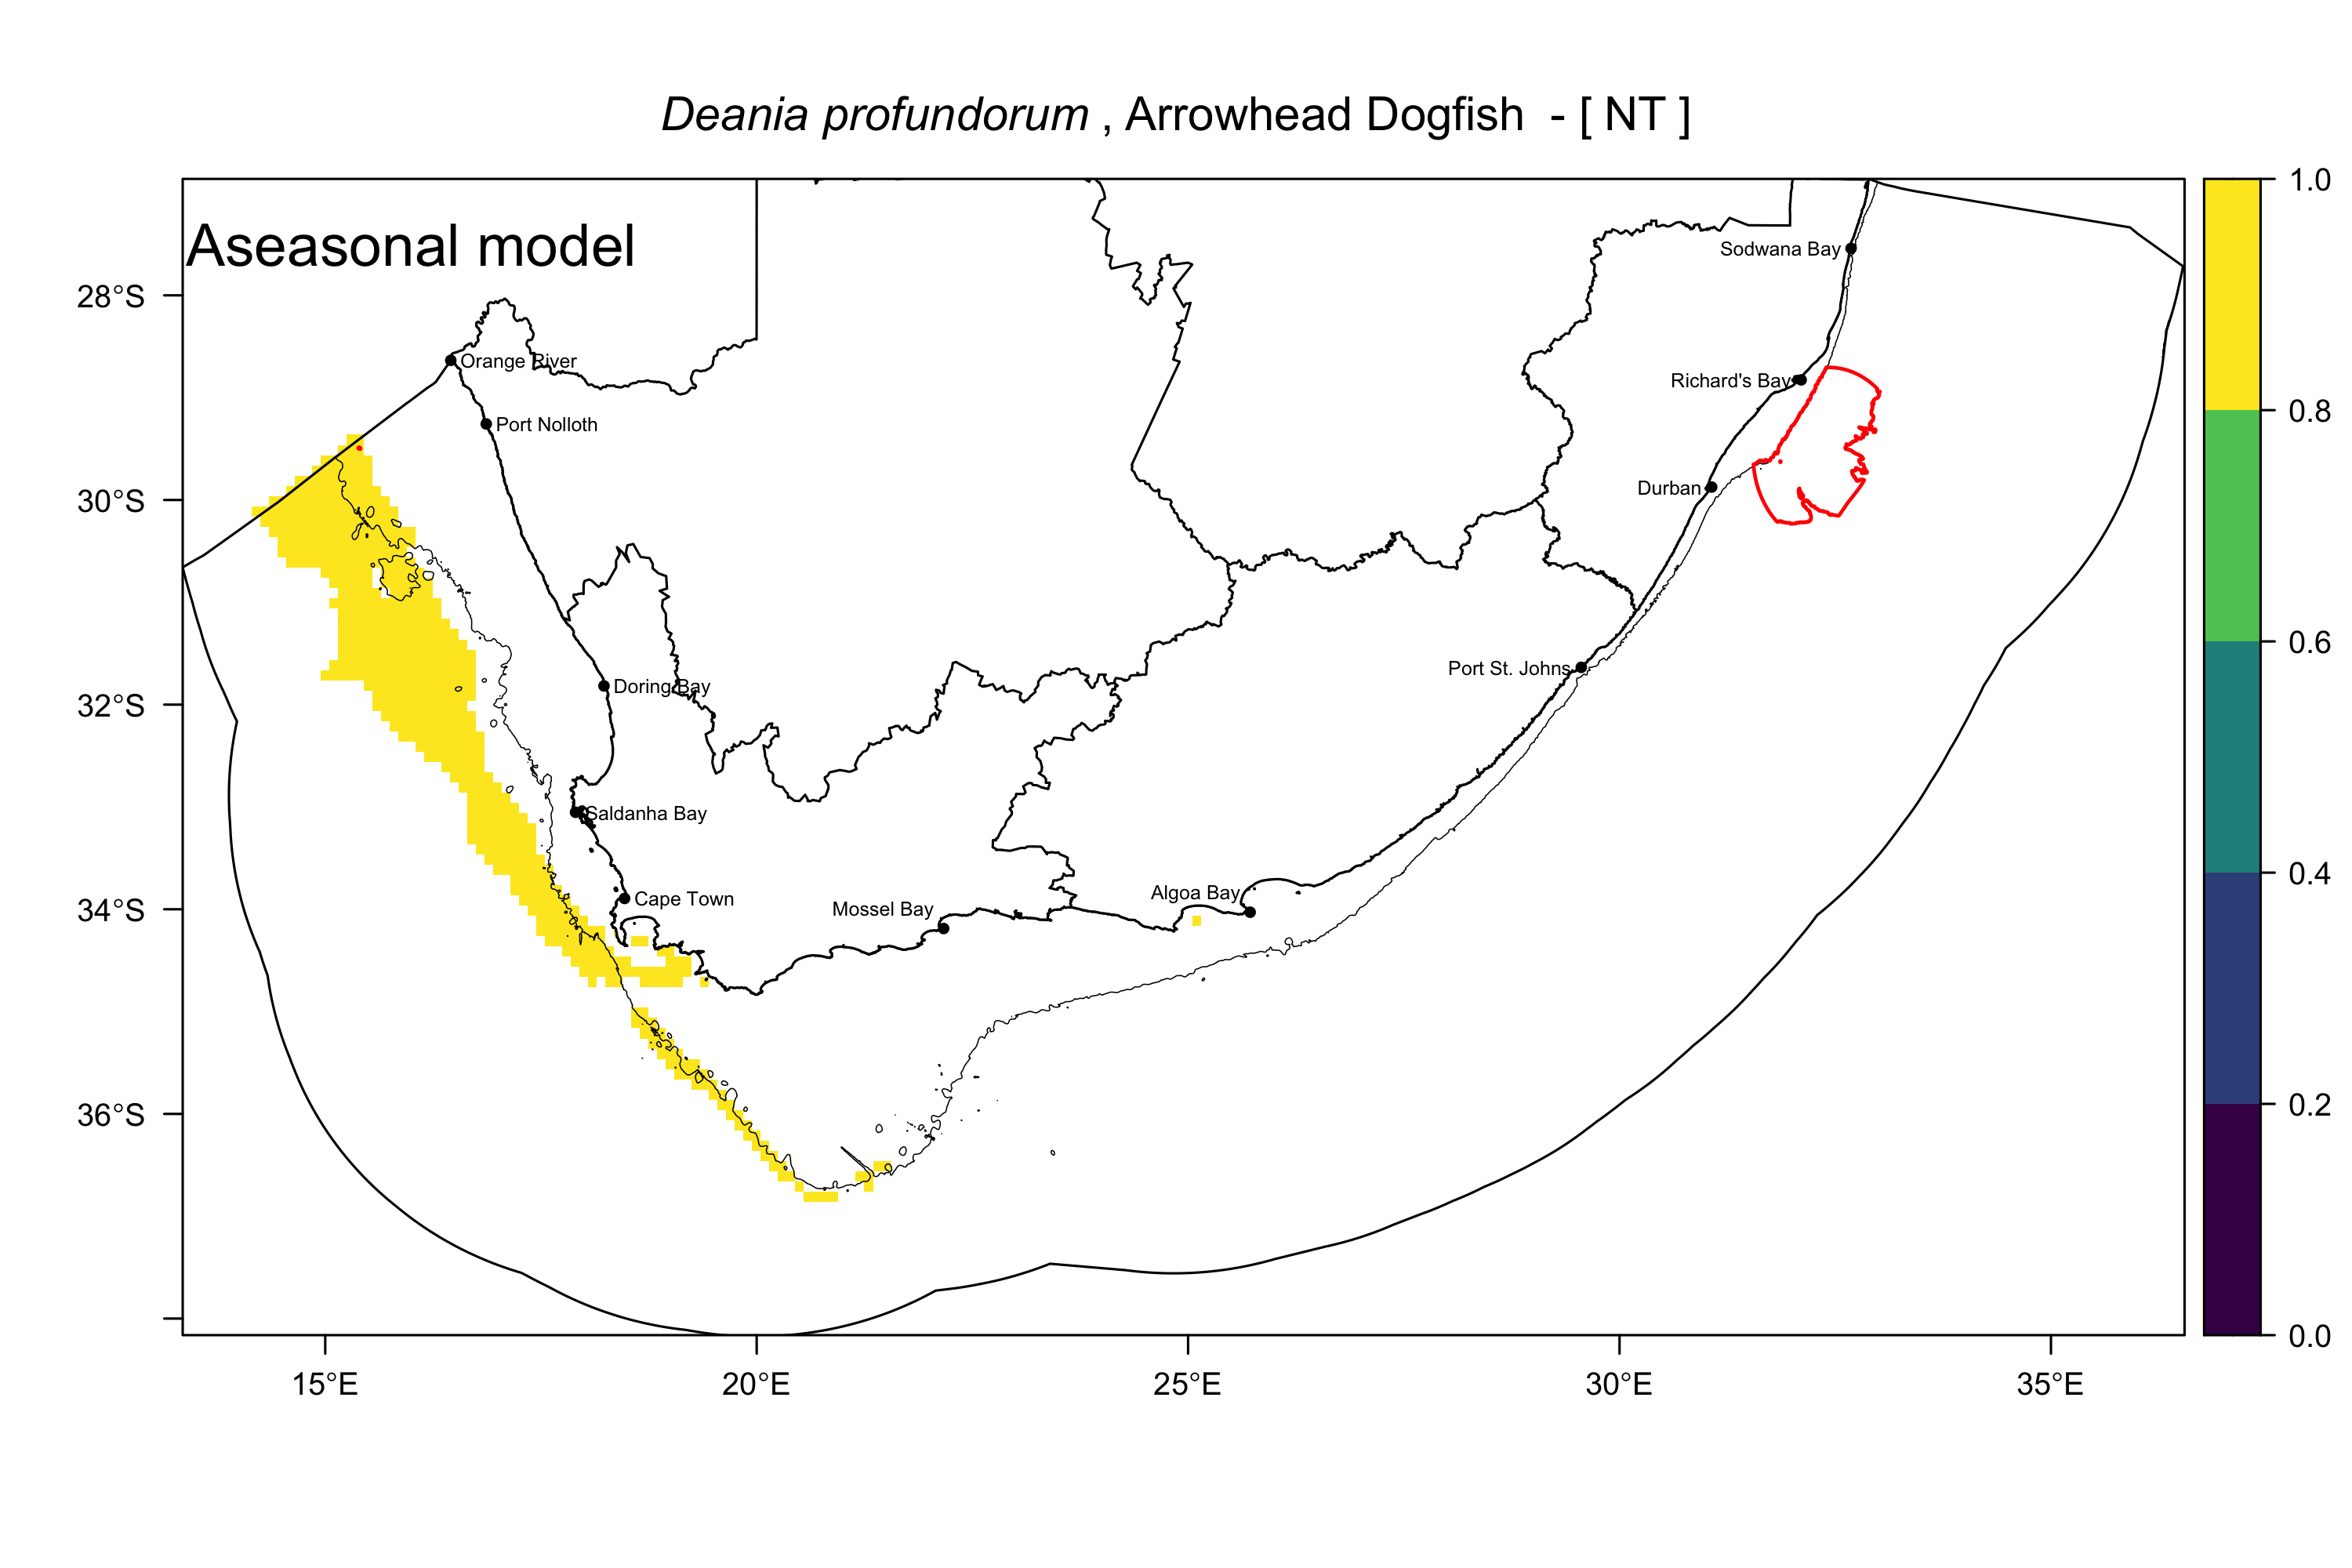 Deania profundorum , Arrowhead Dogfish - [ NT ]
Aseasonal model
1.0
Sodwana Bay
28°S
Orange River
Richard's Bay
0.8
Port Nolloth
30°S
Durban
0.6
Port St. Johns
Doring Bay
32°S
Saldanha Bay
0.4
Algoa Bay
Cape Town
Mossel Bay
34°S
36°S
0.2
0.0
15°E
20°E
25°E
30°E
35°E